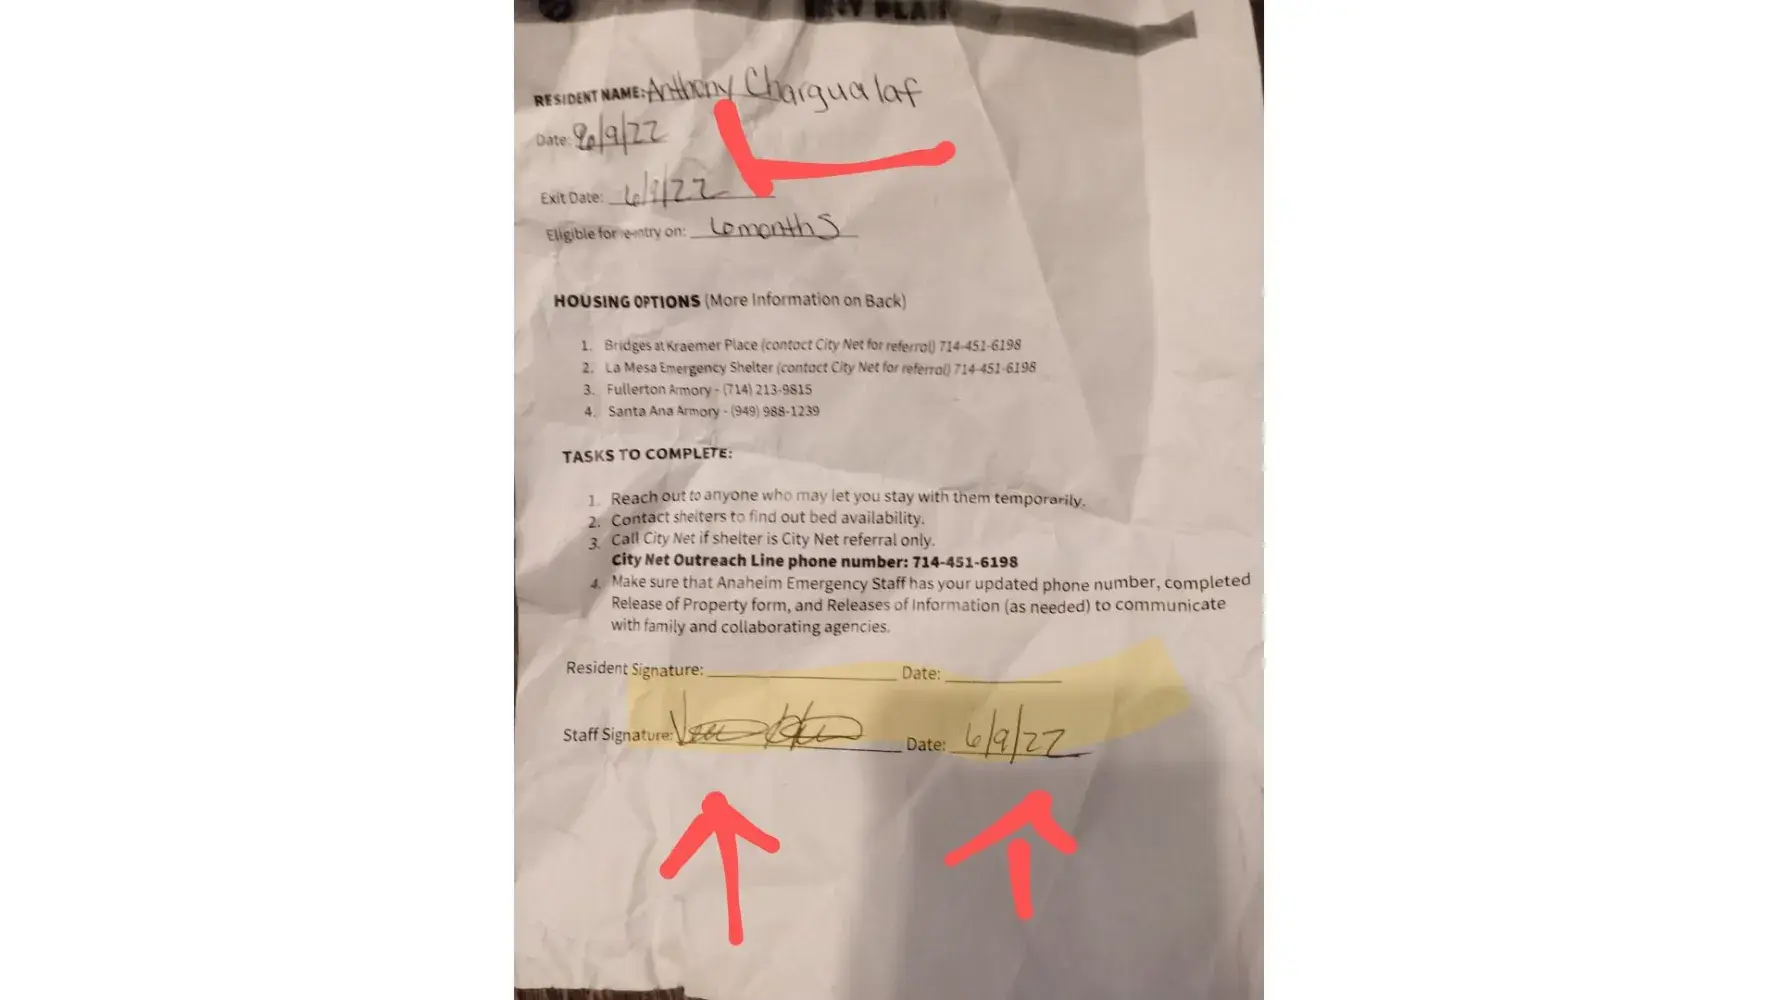 PLAN
RESIDENT NAME: Anthony Chargualaf
Date: 6/9/22
Exit Date: 6/9/22
Eligible for re-entry on: 6 months
HOUSING OPTIONS (More Information on Back)
1. Bridges at Kraemer Place (contact City Net for referral) 714-451-6198
2. La Mesa Emergency Shelter (contact City Net for referral) 714-451-6198
3. Fullerton Armory - (714) 213-9815
4. Santa Ana Armory - (949) 988-1239
TASKS TO COMPLETE:
1. Reach out to anyone who may let you stay with them temporarily.
2. Contact shelters to find out bed availability.
3. Call City Net if shelter is City Net referral only.
City Net Outreach Line phone number: 714-451-6198
4. Make sure that Anaheim Emergency Staff has your updated phone number, completed
Release of Property form, and Releases of Information (as needed) to communicate
with family and collaborating agencies.
Resident Signature: Date:
Staff Signature: Date: 6/9/22